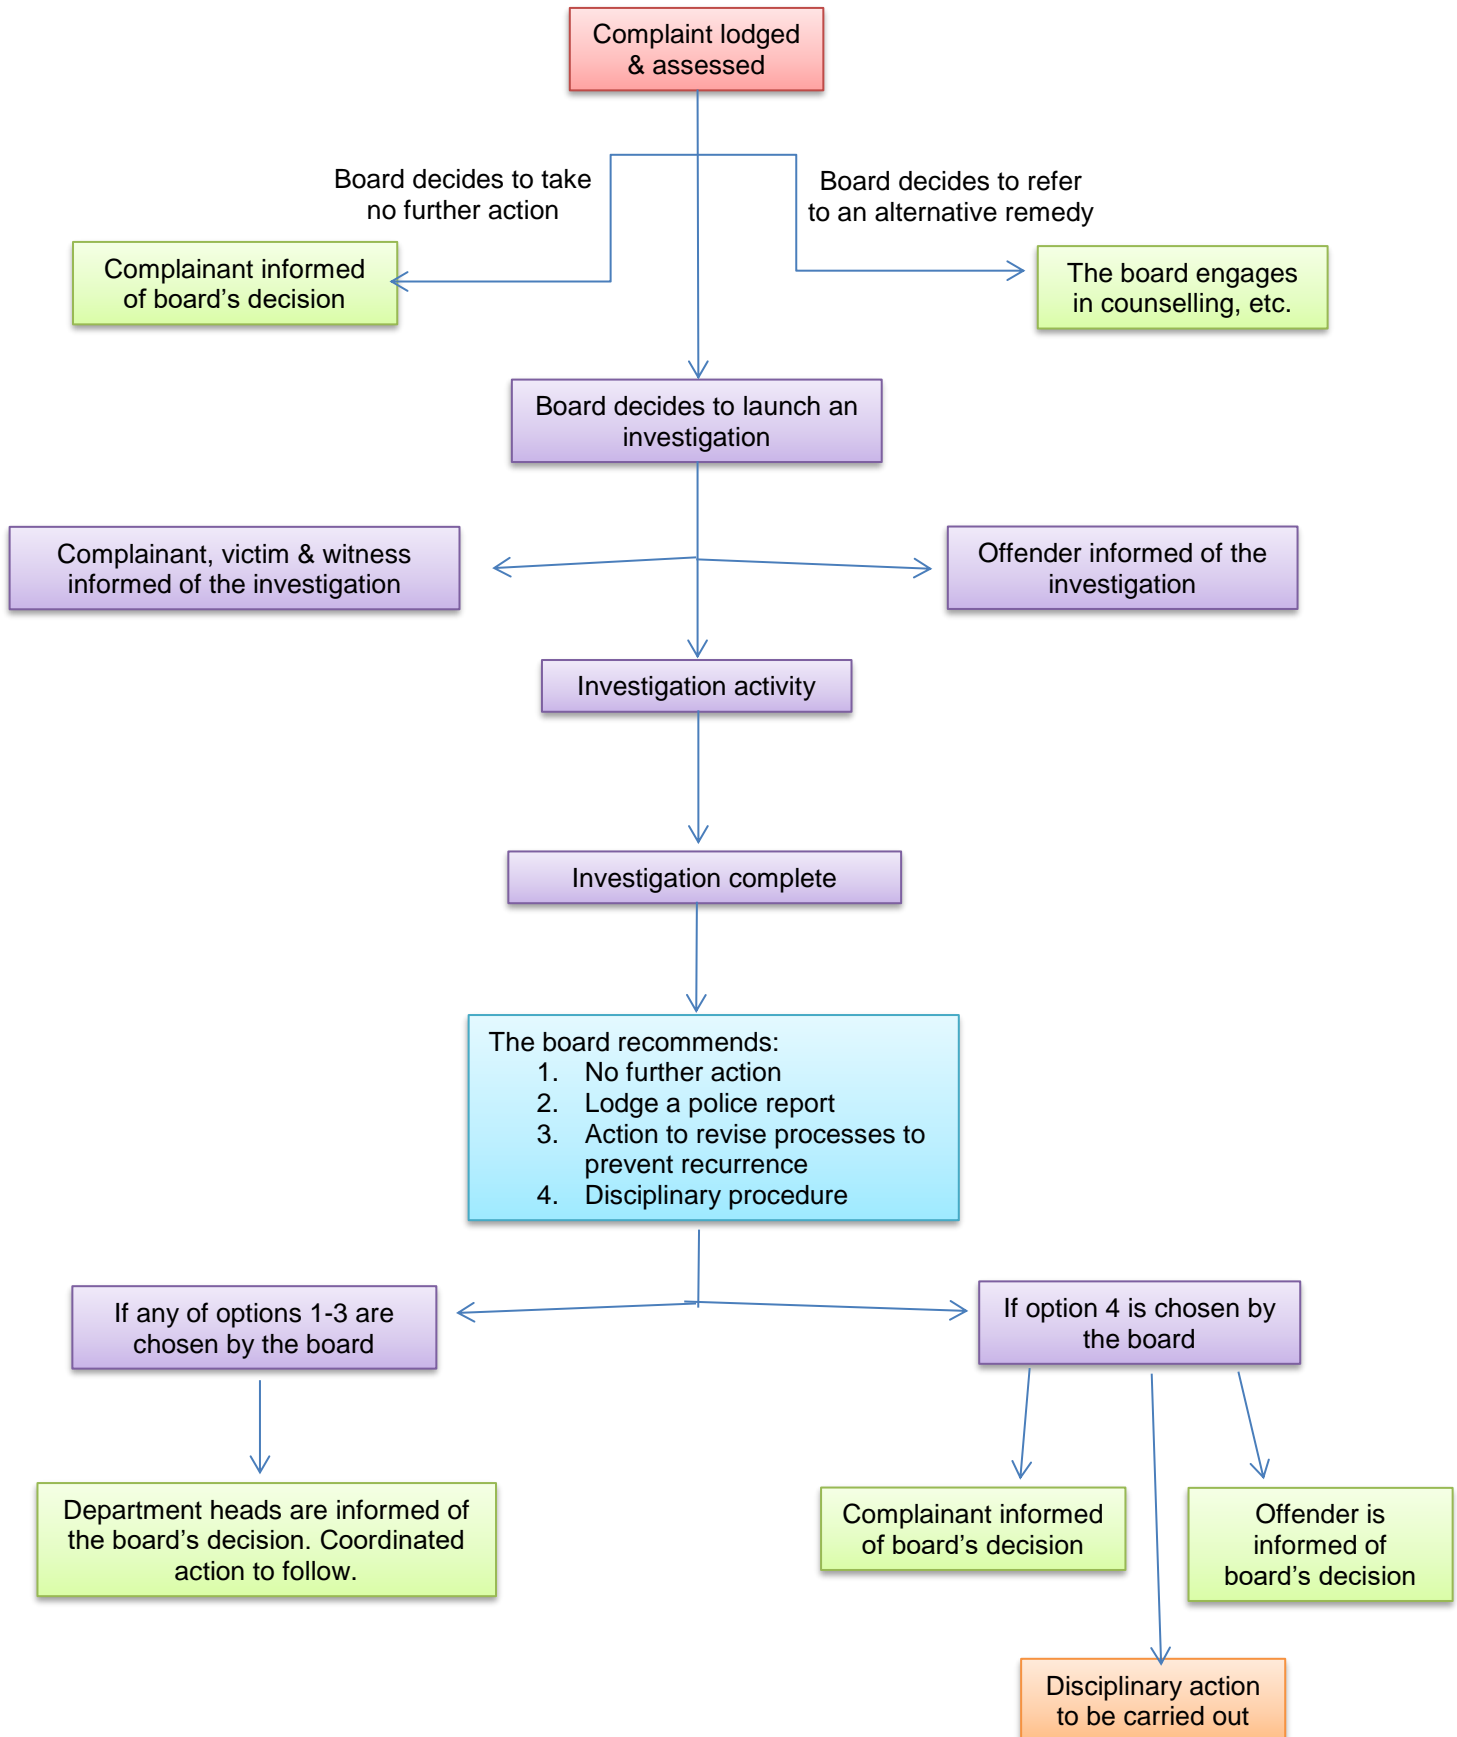 Complaint lodged
& assessed
Board decides to take
no further action
Board decides to refer
to an alternative remedy
Complainant informed
of board’s decision
The board engages
in counselling, etc.
Board decides to launch an
investigation
Complainant, victim & witness
informed of the investigation
Offender informed of the
investigation
Investigation activity
Investigation complete
The board recommends:
1. No further action
2. Lodge a police report
3. Action to revise processes to
prevent recurrence
4. Disciplinary procedure
If any of options 1-3 are
chosen by the board
If option 4 is chosen by
the board
Department heads are informed of
the board’s decision. Coordinated
action to follow.
Complainant informed
of board’s decision
Offender is
informed of
board’s decision
Disciplinary action
to be carried out